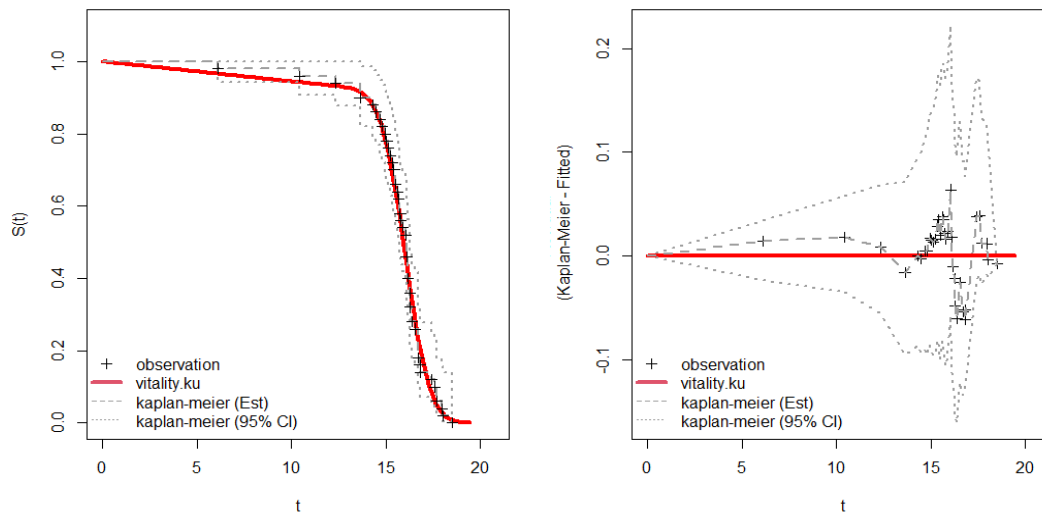 S(t)
1.0
0.8
0.6
0.4
0.2
0.0
observation
vitality.ku
kaplan-meier (Est)
kaplan-meier (95% CI)
0 5 10 15 20
t
(Kaplan-Meier - Fitted)
0.2
0.1
0.0
-0.1
observation
vitality.ku
kaplan-meier (Est)
kaplan-meier (95% CI)
0 5 10 15 20
t